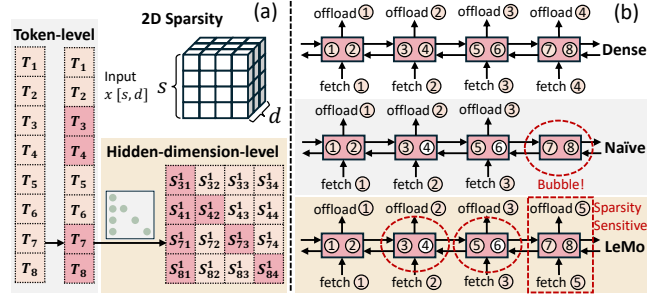 2D Sparsity (a)
Token-level
Input
x [s, d]
s
d
T₁ T₁
T₂ T₂
T₃ T₃
T₄ T₄
T₅ T₅
T₆ T₆
T₇ T₇
T₈ T₈
Hidden-dimension-level
S¹₃₁ S¹₃₂ S¹₃₃ S¹₃₄
S¹₄₁ S¹₄₂ S¹₄₃ S¹₄₄
S¹₇₁ S¹₇₂ S¹₇₃ S¹₇₄
S¹₈₁ S¹₈₂ S¹₈₃ S¹₈₄
(b)
offload ① offload ② offload ③ offload ④
① ② ③ ④ ⑤ ⑥ ⑦ ⑧ Dense
fetch ① fetch ② fetch ③ fetch ④
offload ① offload ② offload ③
① ② ③ ④ ⑤ ⑥ ⑦ ⑧ Naïve
fetch ① fetch ② fetch ③ Bubble!
offload ① offload ② offload ③ offload ⑤ Sparsity
Sensitive
① ② ③ ④ ⑤ ⑥ ⑦ ⑧ LeMo
fetch ① fetch ② fetch ③ fetch ⑤